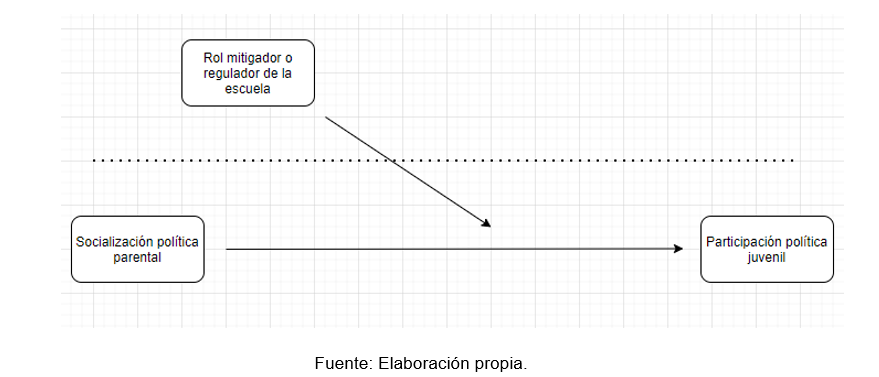 Rol mitigador o
regulador de la
escuela
Socialización política
parental
Participación política
juvenil
Fuente: Elaboración propia.